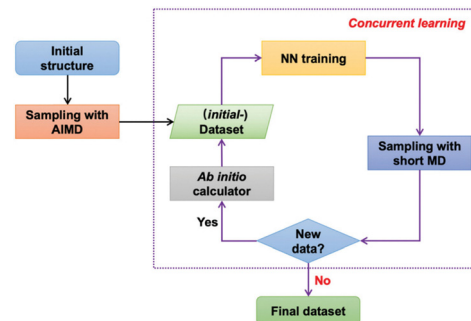 Concurrent learning
Initial
structure
NN training
Sampling with
AIMD
(initial-)
Dataset
Sampling with
short MD
Ab initio
calculator
Yes
New
data?
No
Final dataset